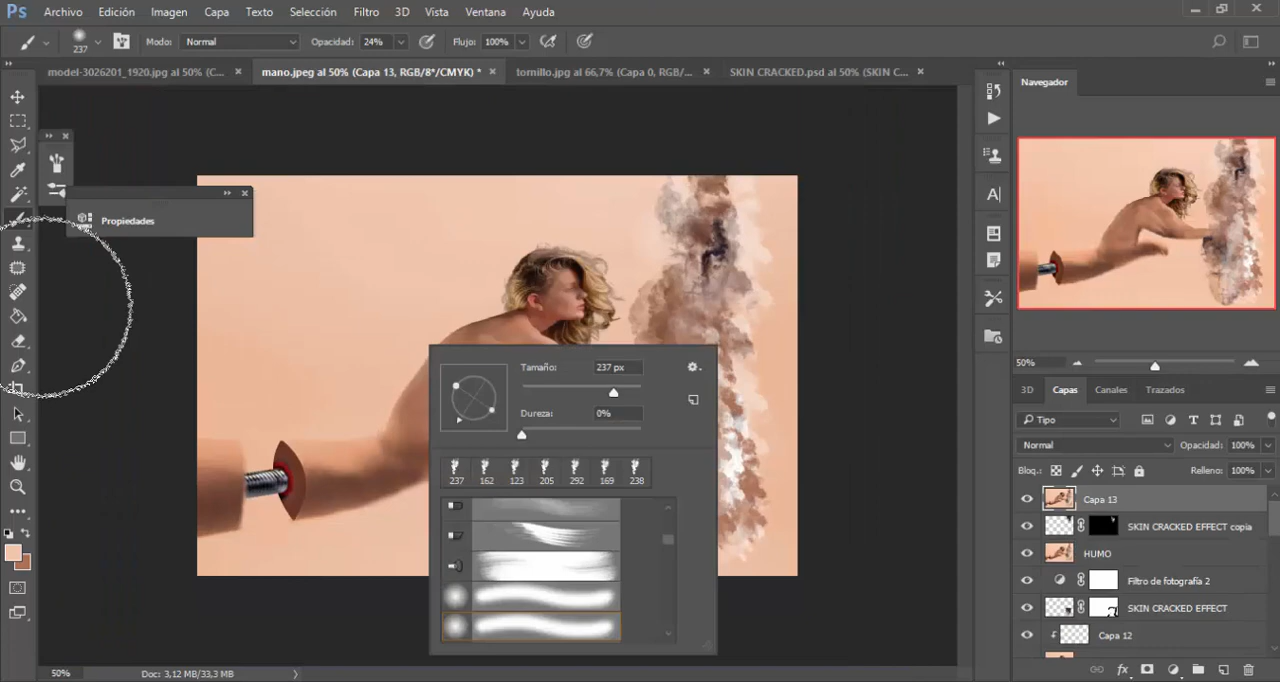 Ps Archivo Edición Imagen Capa Texto Selección Filtro 3D Vista Ventana Ayuda
237 Modo: Normal Opacidad: 24% Flujo: 100%
model-3026201_1920.jpg al 50% (C... × mano.jpeg al 50% (Capa 13, RGB/8*/CMYK) * × tornillo.jpg al 66,7% (Capa 0, RGB/... × SKIN CRACKED.psd al 50% (SKIN C... ×
Propiedades
Tamaño: 237 px
Dureza: 0%
237 162 123 205 292 169 238
50% Doc: 3,12 MB/33,3 MB
Navegador
50%
3D Capas Canales Trazados
Tipo
Normal Opacidad: 100%
Bloq.: Relleno: 100%
Capa 13
SKIN CRACKED EFFECT copia
HUMO
Filtro de fotografía 2
SKIN CRACKED EFFECT
Capa 12